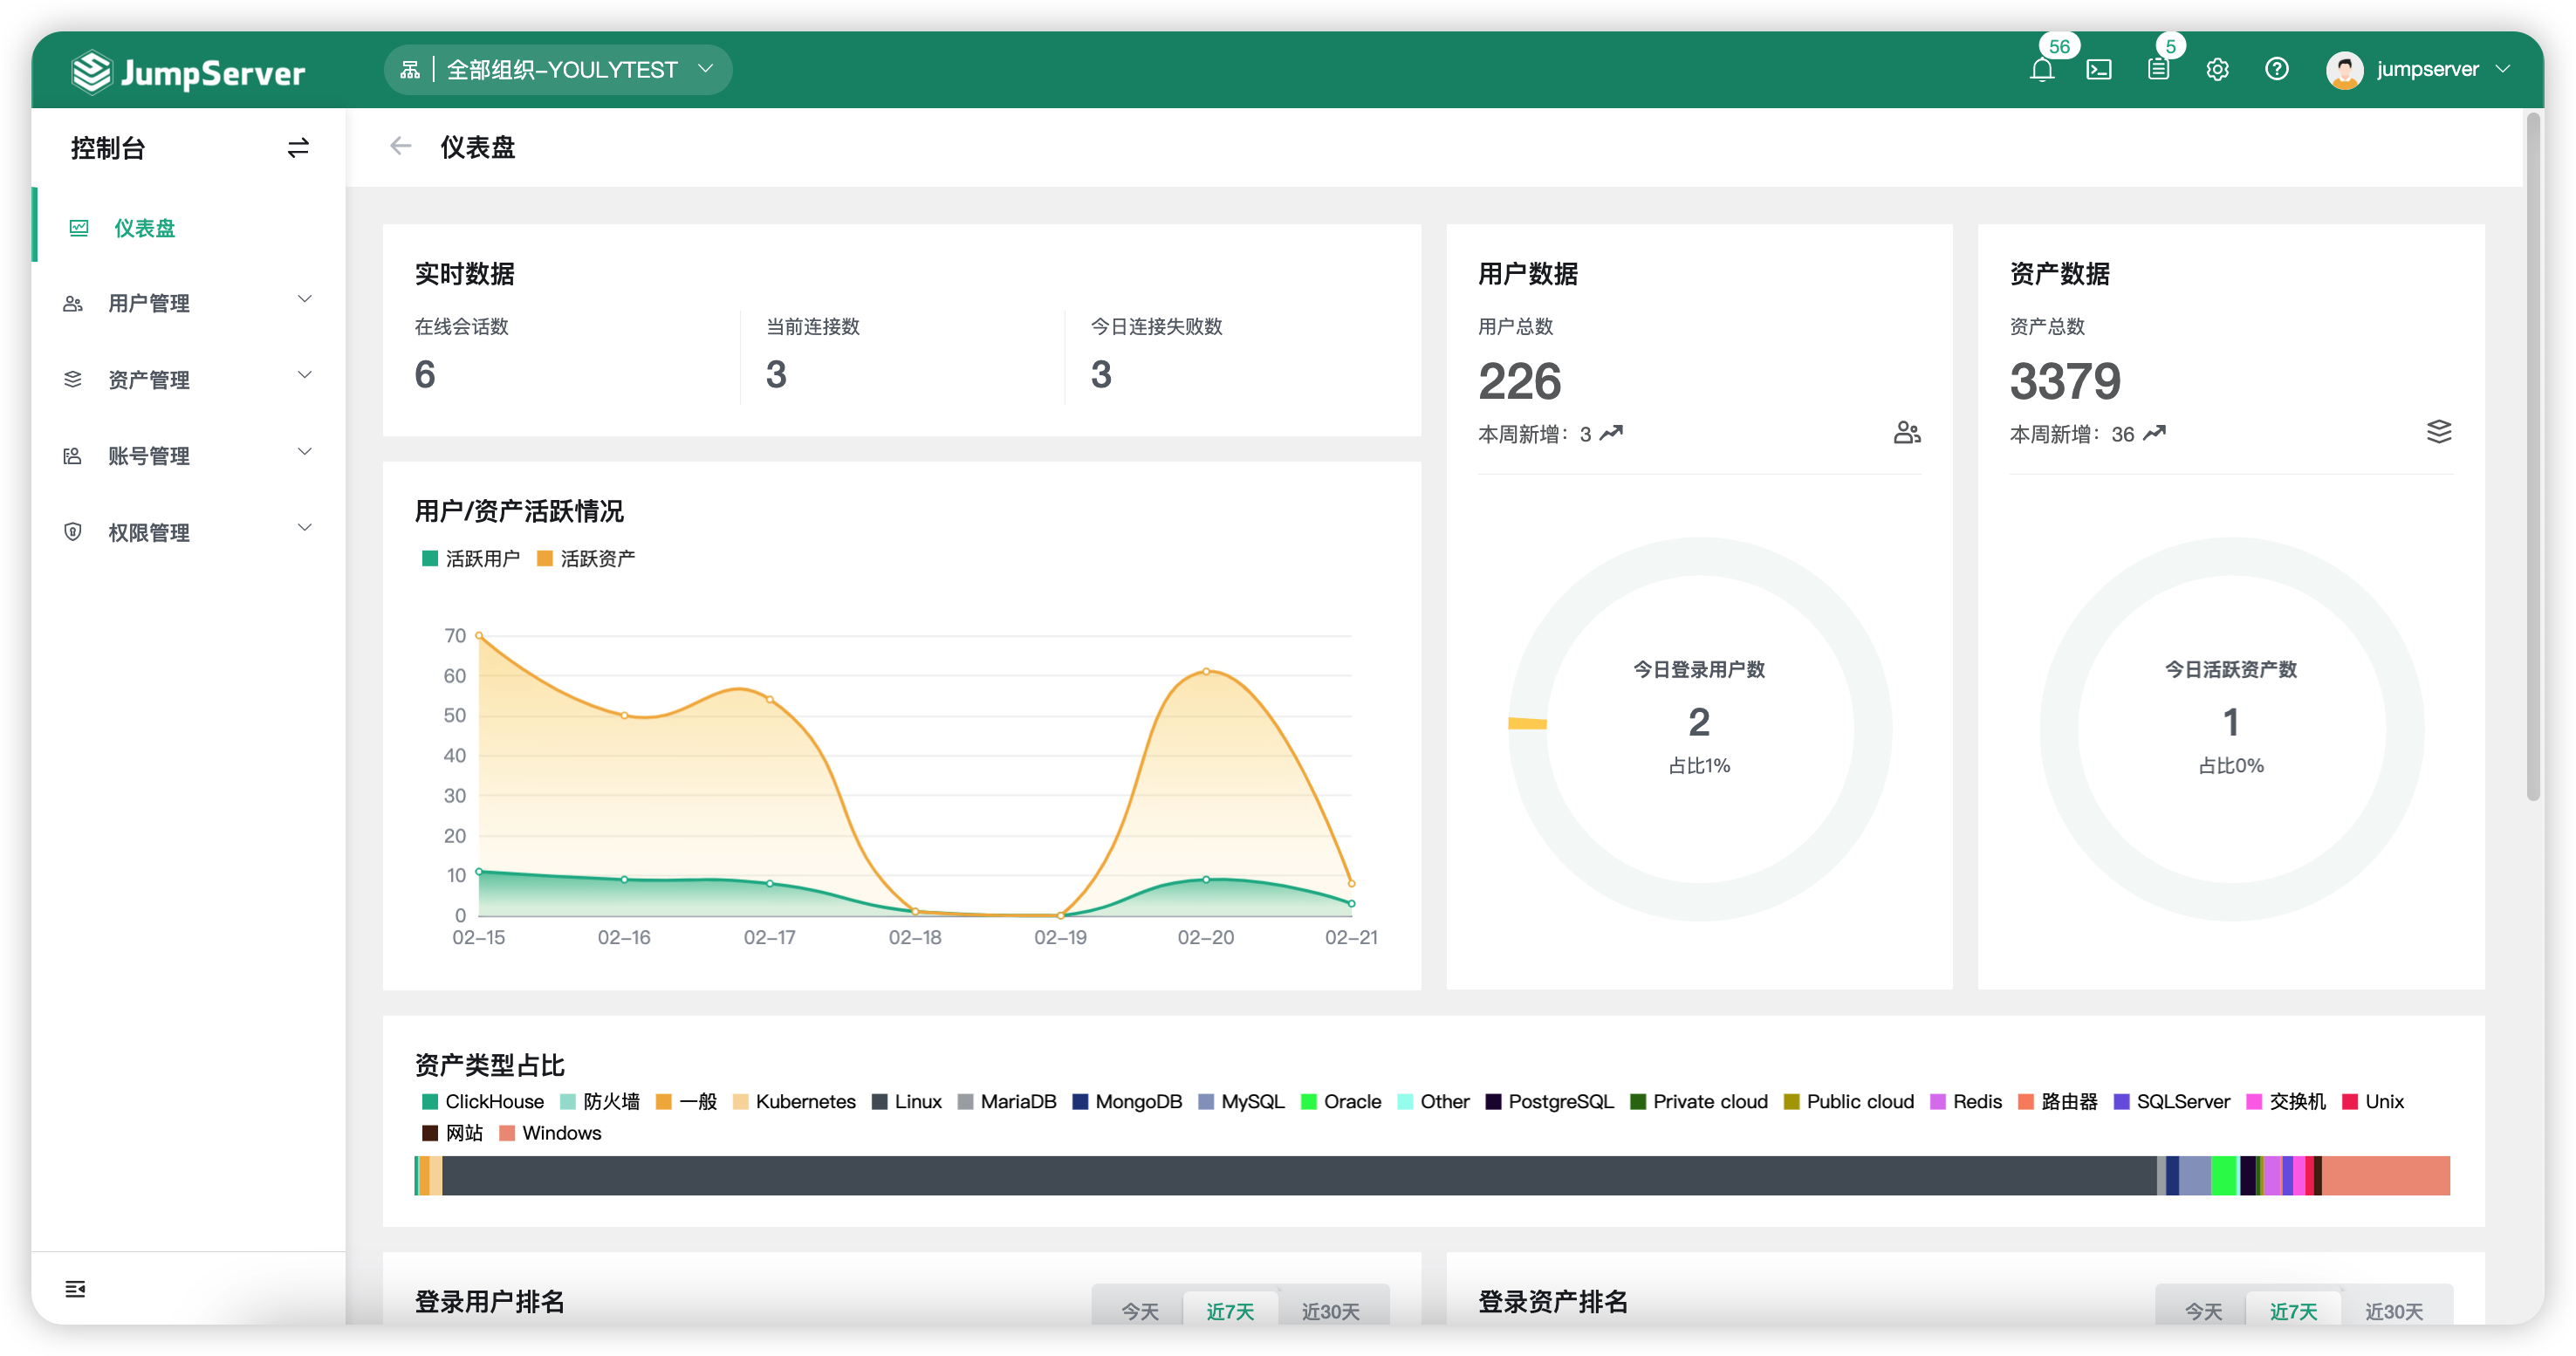 JumpServer
全部组织-YOULYTEST
56
5
jumpserver
控制台
仪表盘
用户管理
资产管理
账号管理
权限管理
仪表盘
实时数据
在线会话数
6
当前连接数
3
今日连接失败数
3
用户数据
用户总数
226
本周新增: 3
今日登录用户数
2
占比1%
资产数据
资产总数
3379
本周新增: 36
今日活跃资产数
1
占比0%
用户/资产活跃情况
活跃用户 活跃资产
70
60
50
40
30
20
10
0
02-15 02-16 02-17 02-18 02-19 02-20 02-21
资产类型占比
ClickHouse 防火墙 一般 Kubernetes Linux MariaDB MongoDB MySQL Oracle Other PostgreSQL Private cloud Public cloud Redis 路由器 SQLServer 交换机 Unix
网站 Windows
登录用户排名
今天 近7天 近30天
登录资产排名
今天 近7天 近30天